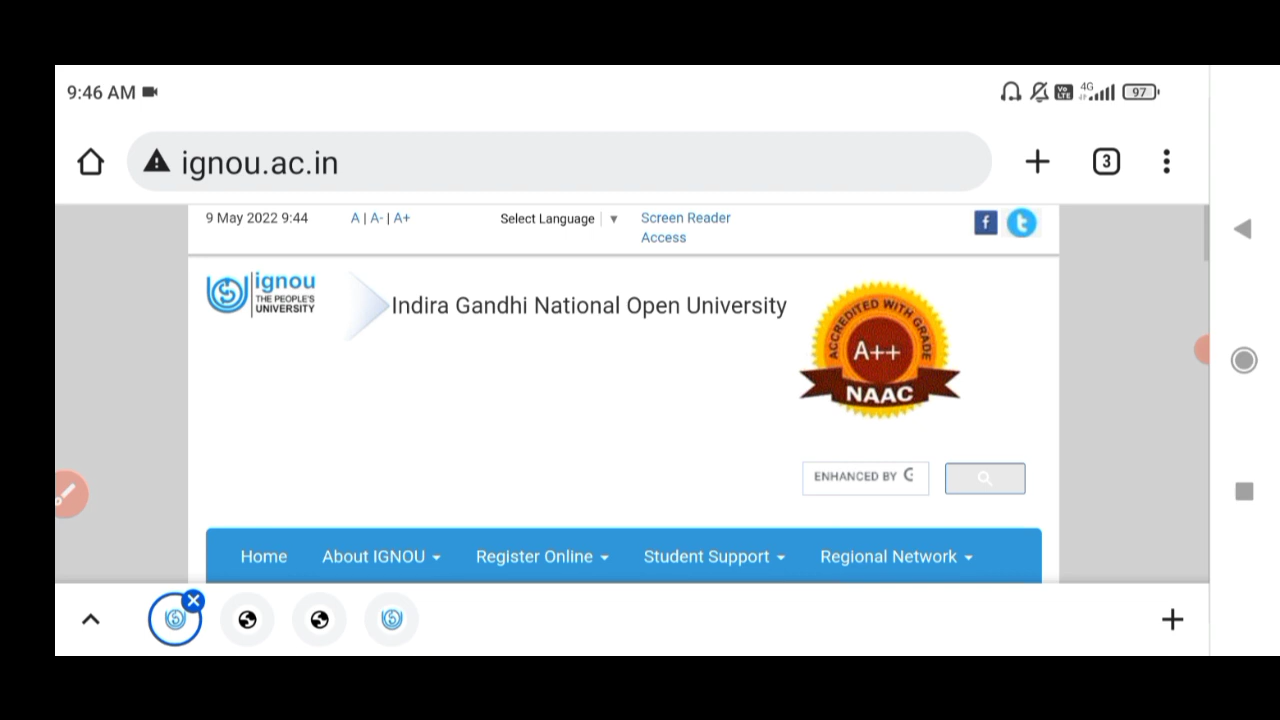 9:46 AM
Vo LTE 4G 97
ignou.ac.in
3
9 May 2022 9:44 A | A- | A+ Select Language ▼ Screen Reader
Access
f t
ignou
THE PEOPLE'S
UNIVERSITY
Indira Gandhi National Open University
ACCREDITED WITH GRADE
A++
NAAC
ENHANCED BY G
Home About IGNOU Register Online Student Support Regional Network